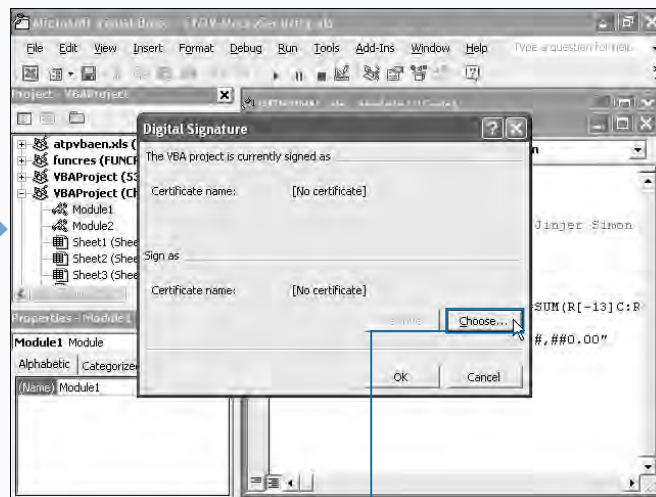 File Edit View Insert Format Debug Run Tools Add-Ins Window Help Type a question for help
Digital Signature
The VBA project is currently signed as
Certificate name: [No certificate]
Sign as
Certificate name: [No certificate]
Choose...
OK Cancel
atpvbaen.xls (
funcres (FUNCR
VBAProject (53
VBAProject (Ch
Module1
Module2
Sheet1 (Shee
Sheet2 (Shee
Sheet3 (Shee
Jinjer Simon
SUM(R[-13]C:R
#,##0.00"
Properties - Module1
Module1 Module
Alphabetic Categorized
(Name) Module1